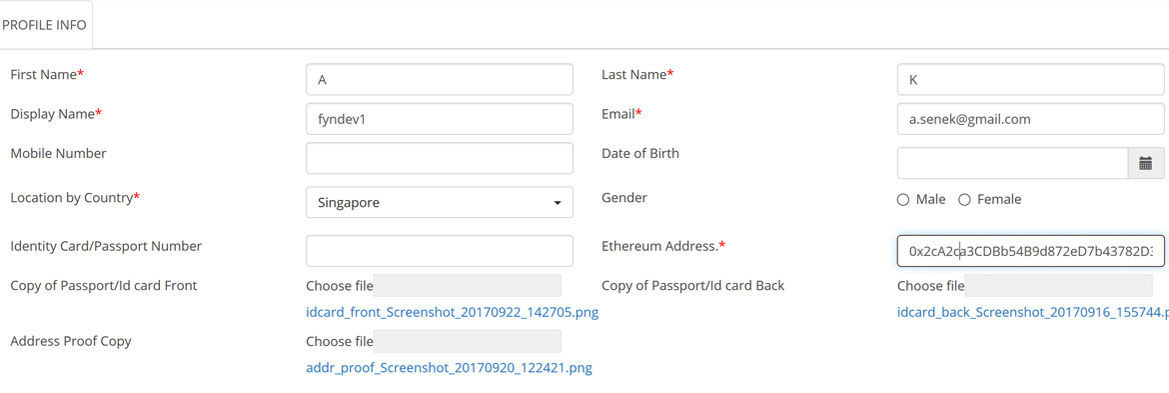 PROFILE INFO
First Name* A Last Name* K
Display Name* fyndev1 Email* a.senek@gmail.com
Mobile Number Date of Birth
Location by Country* Singapore Gender Male Female
Identity Card/Passport Number Ethereum Address.* 0x2cA2ca3CDBb54B9d872eD7b43782D3
Copy of Passport/Id card Front Choose file Copy of Passport/Id card Back Choose file
idcard_front_Screenshot_20170922_142705.png idcard_back_Screenshot_20170916_155744.p
Address Proof Copy Choose file
addr_proof_Screenshot_20170920_122421.png